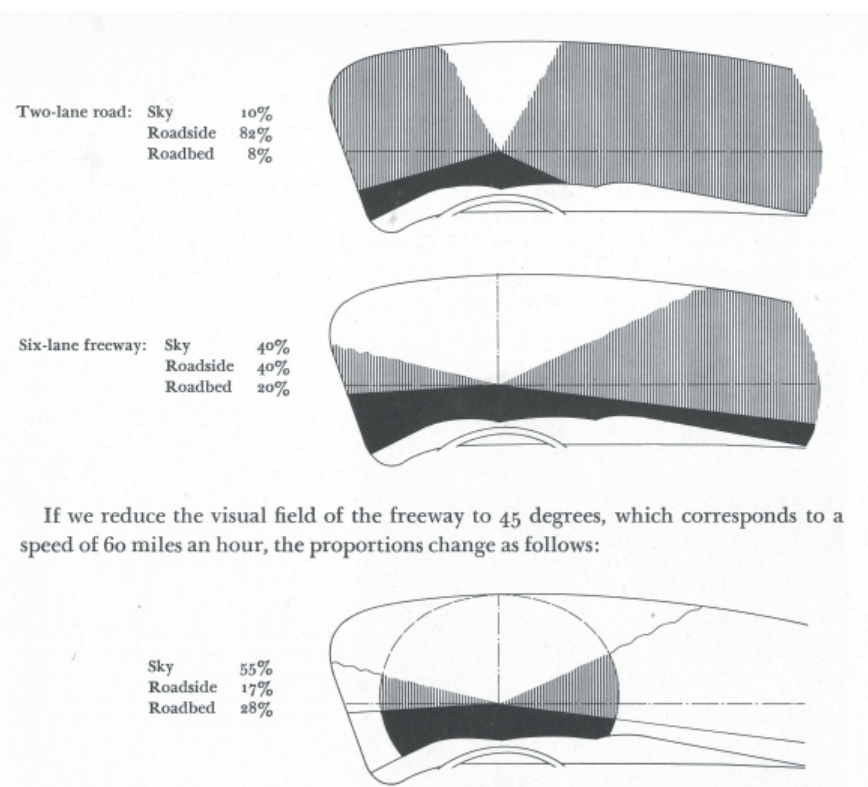 Two-lane road: Sky 10%
Roadside 82%
Roadbed 8%
Six-lane freeway: Sky 40%
Roadside 40%
Roadbed 20%
If we reduce the visual field of the freeway to 45 degrees, which corresponds to a
speed of 60 miles an hour, the proportions change as follows:
Sky 55%
Roadside 17%
Roadbed 28%